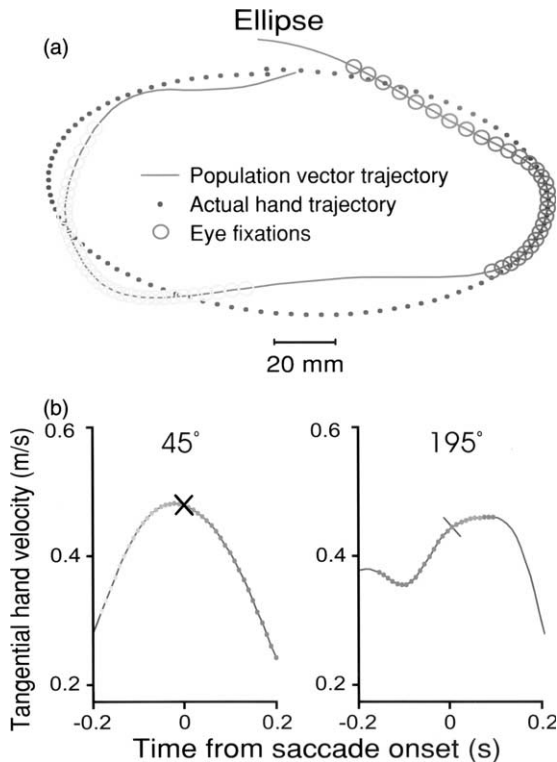 Ellipse
(a)
Population vector trajectory
Actual hand trajectory
Eye fixations
20 mm
(b)
Tangential hand velocity (m/s)
0.6
0.4
0.2
45°
-0.2 0 0.2
0.6
0.4
0.2
195°
-0.2 0 0.2
Time from saccade onset (s)